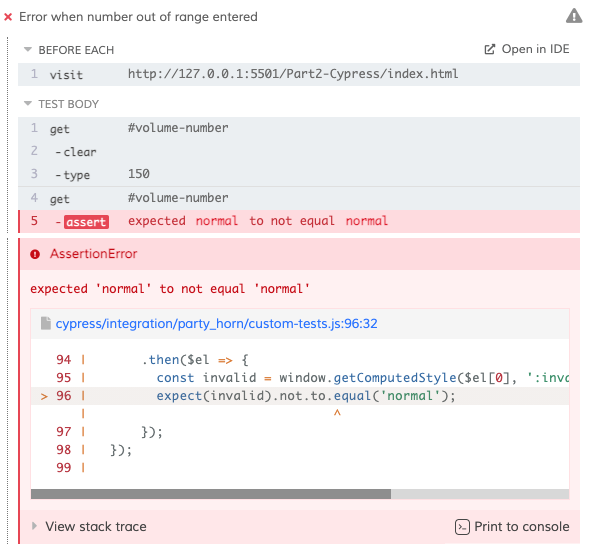 Error when number out of range entered
BEFORE EACH Open in IDE
1 visit http://127.0.0.1:5501/Part2-Cypress/index.html
TEST BODY
1 get #volume-number
2 -clear
3 -type 150
4 get #volume-number
5 -assert expected normal to not equal normal
AssertionError
expected 'normal' to not equal 'normal'
cypress/integration/party_horn/custom-tests.js:96:32
94 | .then($el => {
95 | const invalid = window.getComputedStyle($el[0], ':inva
> 96 | expect(invalid).not.to.equal('normal');
| ^
97 | });
98 | });
99 |
View stack trace Print to console